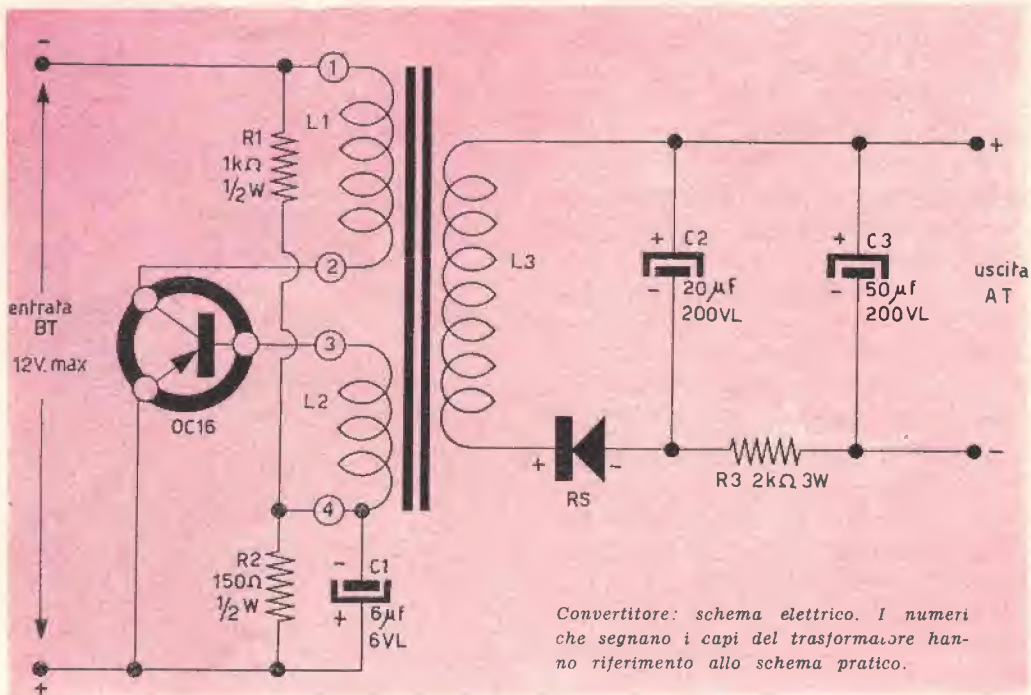 -
1
L1
R1
1kΩ
1/2 W
2
entrata
BT
12V. max
OC16
3
L2
4
R2
150Ω
1/2 W
-
C1
+
6µf
6VL
+
L3
+
-
RS
+
C2
-
20µf
200VL
R3 2kΩ 3W
+
C3
-
50µf
200VL
+
uscita
AT
-
Convertitore: schema elettrico. I numeri
che segnano i capi del trasformatore han-
no riferimento allo schema pratico.